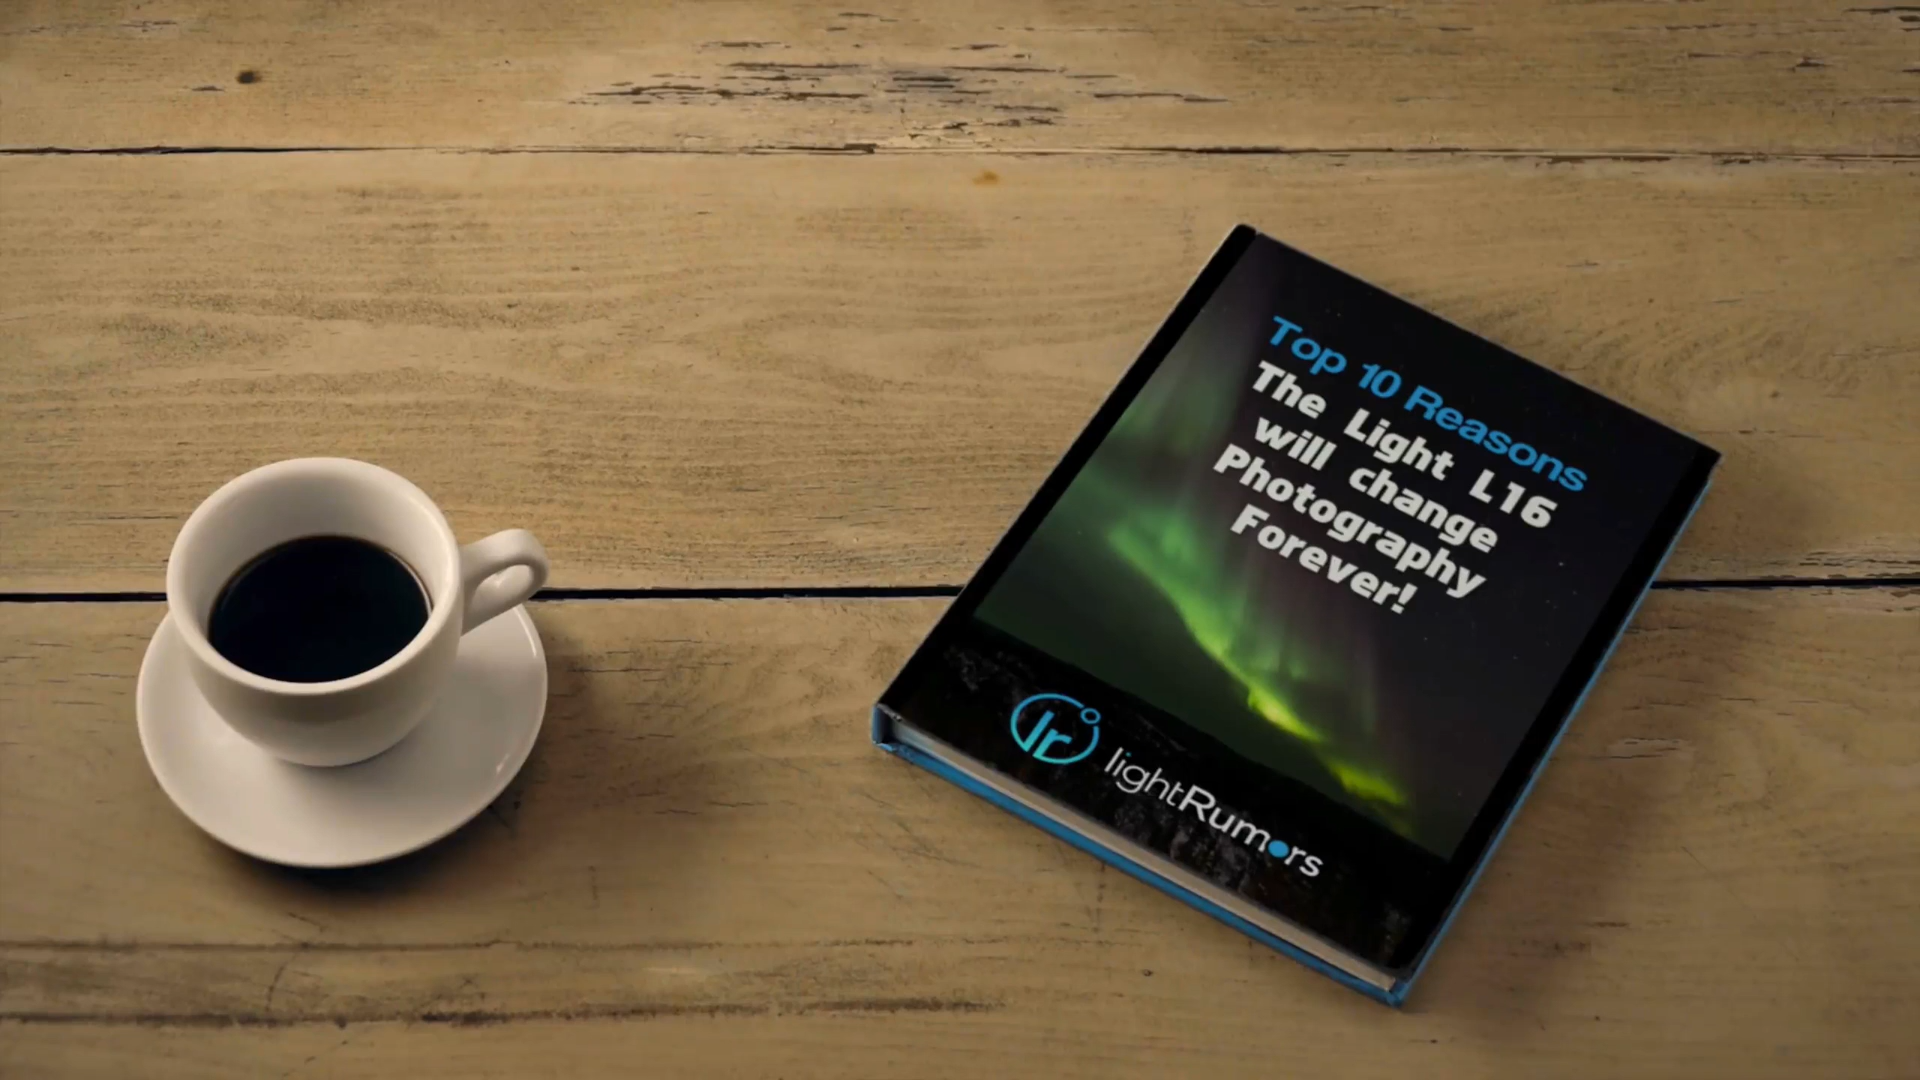 Top 10 Reasons
The Light L16
will change
Photography
Forever!
lr
lightRumors